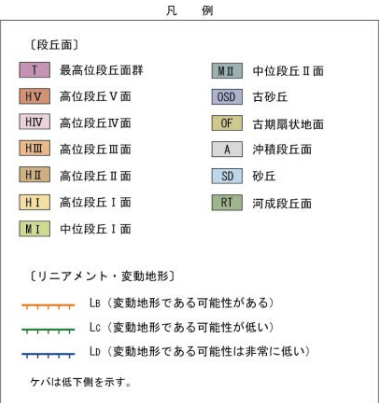 凡 例
〔段丘面〕
T 最高位段丘面群
HⅤ 高位段丘Ⅴ面
HⅣ 高位段丘Ⅳ面
HⅢ 高位段丘Ⅲ面
HⅡ 高位段丘Ⅱ面
HⅠ 高位段丘Ⅰ面
MⅠ 中位段丘Ⅰ面
MⅡ 中位段丘Ⅱ面
OSD 古砂丘
OF 古期扇状地面
A 沖積段丘面
SD 砂丘
RT 河成段丘面
〔リニアメント・変動地形〕
LB（変動地形である可能性がある）
LC（変動地形である可能性が低い）
LD（変動地形である可能性は非常に低い）
ケバは低下側を示す。